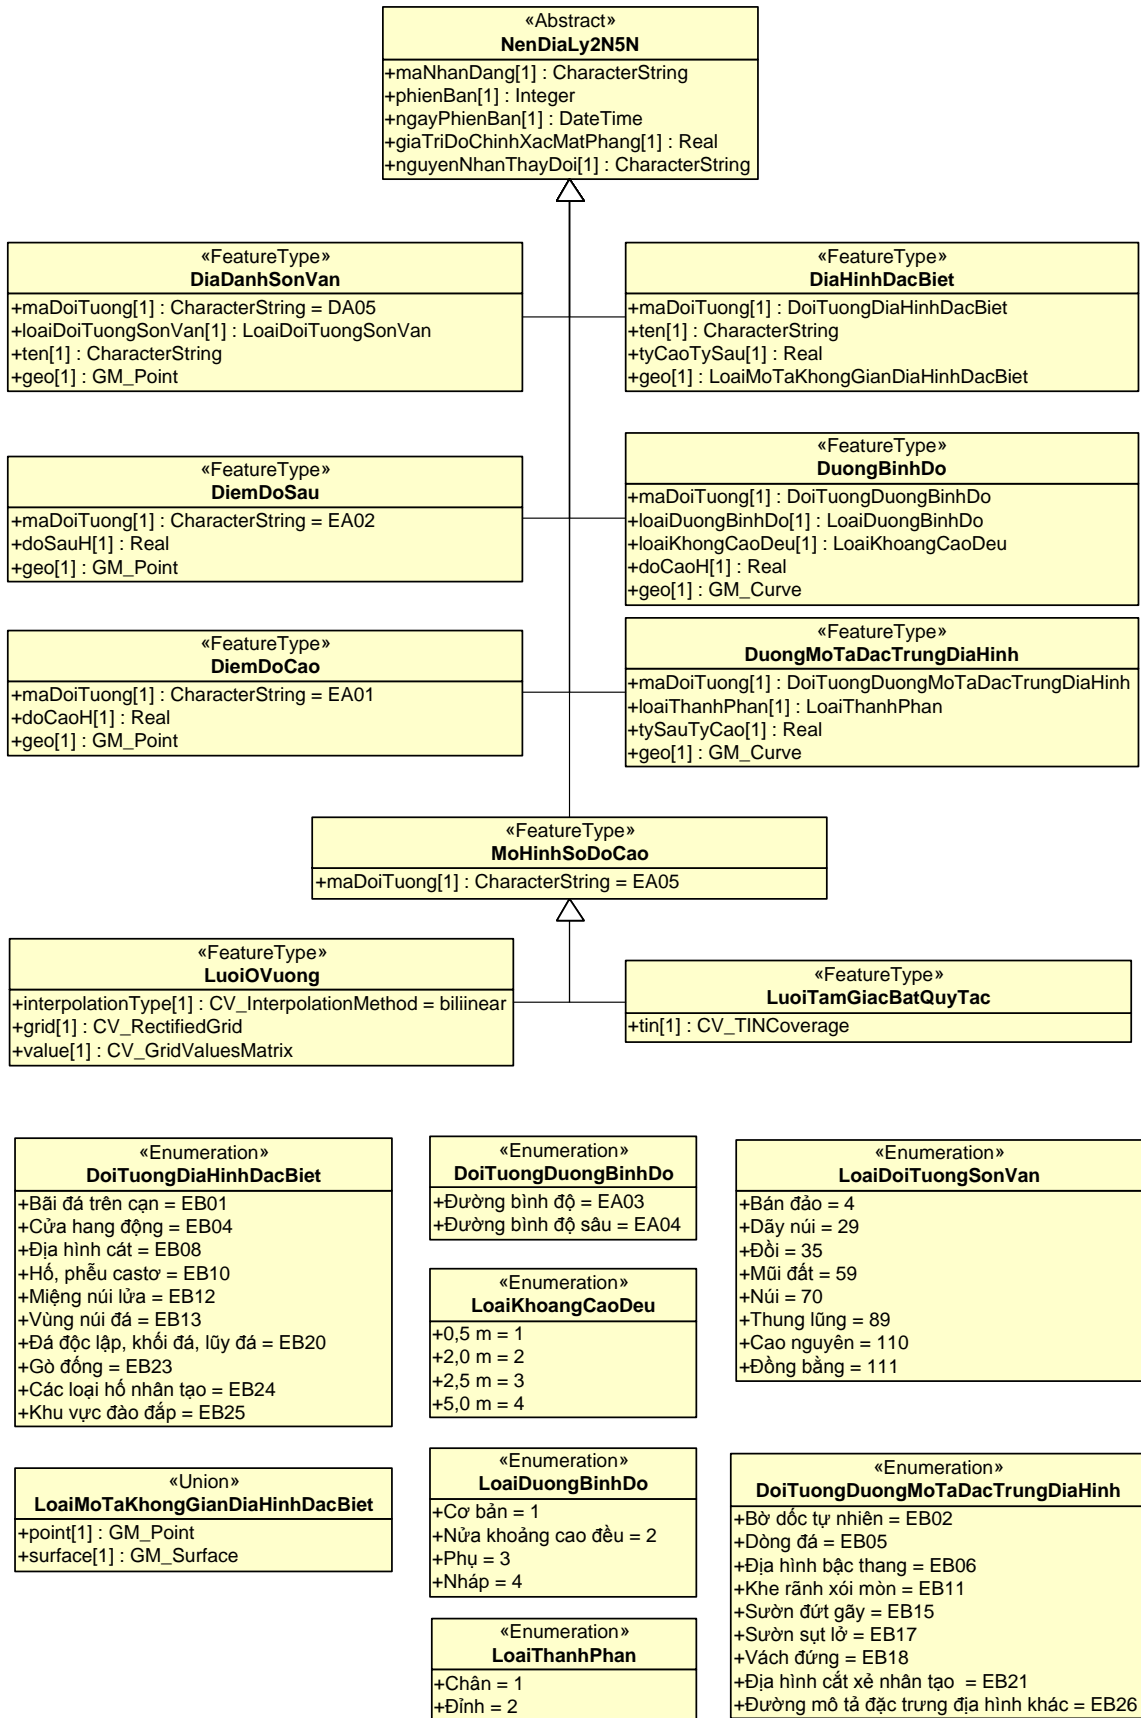 «Abstract»
NenDiaLy2N5N
+maNhanDang[1] : CharacterString
+phienBan[1] : Integer
+ngayPhienBan[1] : DateTime
+giaTriDoChinhXacMatPhang[1] : Real
+nguyenNhanThayDoi[1] : CharacterString
«FeatureType»
DiaDanhSonVan
+maDoiTuong[1] : CharacterString = DA05
+loaiDoiTuongSonVan[1] : LoaiDoiTuongSonVan
+ten[1] : CharacterString
+geo[1] : GM_Point
«FeatureType»
DiaHinhDacBiet
+maDoiTuong[1] : DoiTuongDiaHinhDacBiet
+ten[1] : CharacterString
+tyCaoTySau[1] : Real
+geo[1] : LoaiMoTaKhongGianDiaHinhDacBiet
«FeatureType»
DiemDoSau
+maDoiTuong[1] : CharacterString = EA02
+doSauH[1] : Real
+geo[1] : GM_Point
«FeatureType»
DuongBinhDo
+maDoiTuong[1] : DoiTuongDuongBinhDo
+loaiDuongBinhDo[1] : LoaiDuongBinhDo
+loaiKhongCaoDeu[1] : LoaiKhoangCaoDeu
+doCaoH[1] : Real
+geo[1] : GM_Curve
«FeatureType»
DiemDoCao
+maDoiTuong[1] : CharacterString = EA01
+doCaoH[1] : Real
+geo[1] : GM_Point
«FeatureType»
DuongMoTaDacTrungDiaHinh
+maDoiTuong[1] : DoiTuongDuongMoTaDacTrungDiaHinh
+loaiThanhPhan[1] : LoaiThanhPhan
+tySauTyCao[1] : Real
+geo[1] : GM_Curve
«FeatureType»
MoHinhSoDoCao
+maDoiTuong[1] : CharacterString = EA05
«FeatureType»
LuoiOVuong
+interpolationType[1] : CV_InterpolationMethod = biliinear
+grid[1] : CV_RectifiedGrid
+value[1] : CV_GridValuesMatrix
«FeatureType»
LuoiTamGiacBatQuyTac
+tin[1] : CV_TINCoverage
«Enumeration»
DoiTuongDiaHinhDacBiet
+Bãi đá trên cạn = EB01
+Cửa hang động = EB04
+Địa hình cát = EB08
+Hố, phễu castơ = EB10
+Miệng núi lửa = EB12
+Vùng núi đá = EB13
+Đá độc lập, khối đá, lũy đá = EB20
+Gò đống = EB23
+Các loại hố nhân tạo = EB24
+Khu vực đào đắp = EB25
«Enumeration»
DoiTuongDuongBinhDo
+Đường bình độ = EA03
+Đường bình độ sâu = EA04
«Enumeration»
LoaiDoiTuongSonVan
+Bán đảo = 4
+Dãy núi = 29
+Đồi = 35
+Mũi đất = 59
+Núi = 70
+Thung lũng = 89
+Cao nguyên = 110
+Đồng bằng = 111
«Enumeration»
LoaiKhoangCaoDeu
+0,5 m = 1
+2,0 m = 2
+2,5 m = 3
+5,0 m = 4
«Union»
LoaiMoTaKhongGianDiaHinhDacBiet
+point[1] : GM_Point
+surface[1] : GM_Surface
«Enumeration»
LoaiDuongBinhDo
+Cơ bản = 1
+Nửa khoảng cao đều = 2
+Phụ = 3
+Nháp = 4
«Enumeration»
DoiTuongDuongMoTaDacTrungDiaHinh
+Bờ dốc tự nhiên = EB02
+Dòng đá = EB05
+Địa hình bậc thang = EB06
+Khe rãnh xói mòn = EB11
+Sườn đứt gãy = EB15
+Sườn sụt lở = EB17
+Vách đứng = EB18
+Địa hình cắt xẻ nhân tạo = EB21
+Đường mô tả đặc trưng địa hình khác = EB26
«Enumeration»
LoaiThanhPhan
+Chân = 1
+Đỉnh = 2